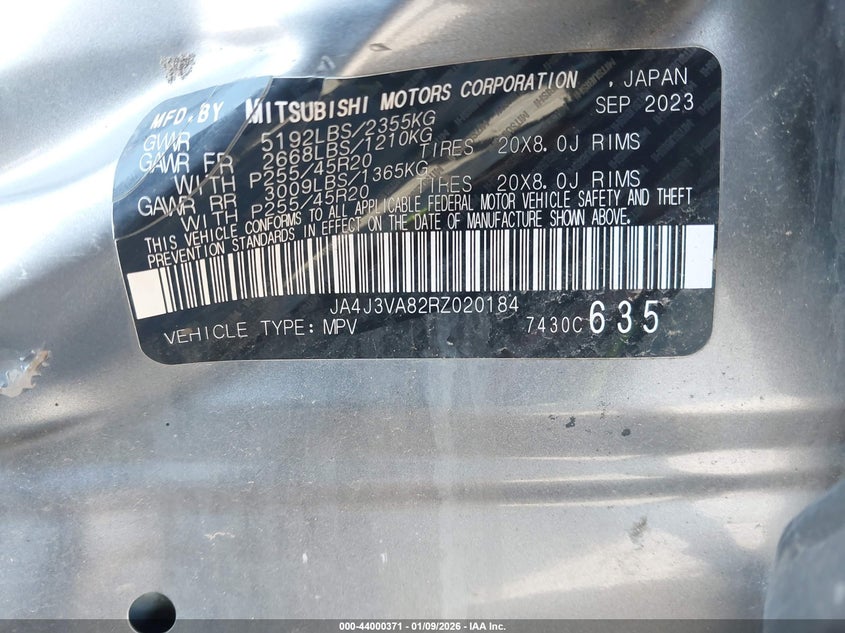 MFD.BY MITSUBISHI MOTORS CORPORATION , JAPAN
SEP 2023
GVWR 5192LBS/2355KG
GAWR FR 2668LBS/1210KG
WITH P255/45R20 TIRES 20X8.0J RIMS
GAWR RR 3009LBS/1365KG
WITH P255/45R20 TIRES 20X8.0J RIMS
THIS VEHICLE CONFORMS TO ALL APPLICABLE FEDERAL MOTOR VEHICLE SAFETY AND THEFT
PREVENTION STANDARDS IN EFFECT ON THE DATE OF MANUFACTURE SHOWN ABOVE.
JA4J3VA82RZ020184
VEHICLE TYPE: MPV 7430C 635
000-44000371 | 01/09/2026 | IAA Inc.